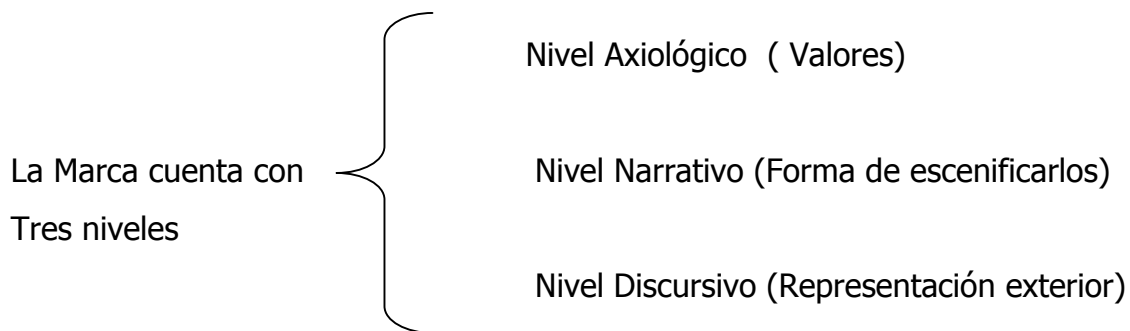 Nivel Axiológico ( Valores)
La Marca cuenta con
Tres niveles
Nivel Narrativo (Forma de escenificarlos)
Nivel Discursivo (Representación exterior)